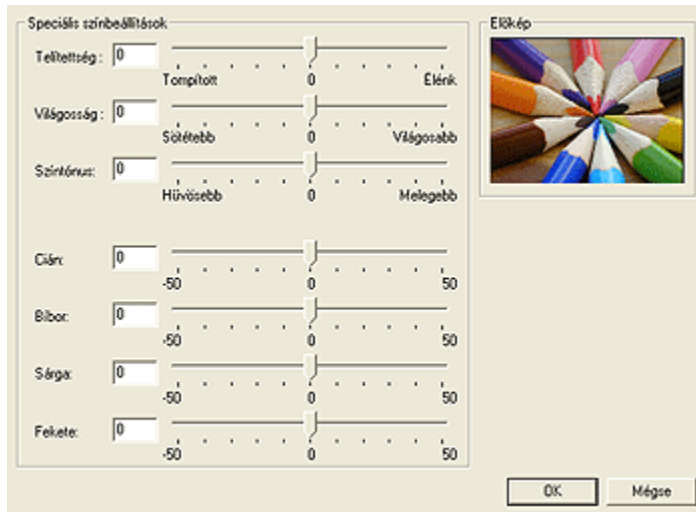 Speciális színbeállítások
Telítettség: 0
Tompított 0 Élénk
Világosság: 0
Sötétebb 0 Világosabb
Színtónus: 0
Hűvösebb 0 Melegebb
Cián: 0
-50 0 50
Bíbor: 0
-50 0 50
Sárga: 0
-50 0 50
Fekete: 0
-50 0 50
Előkép
OK Mégse